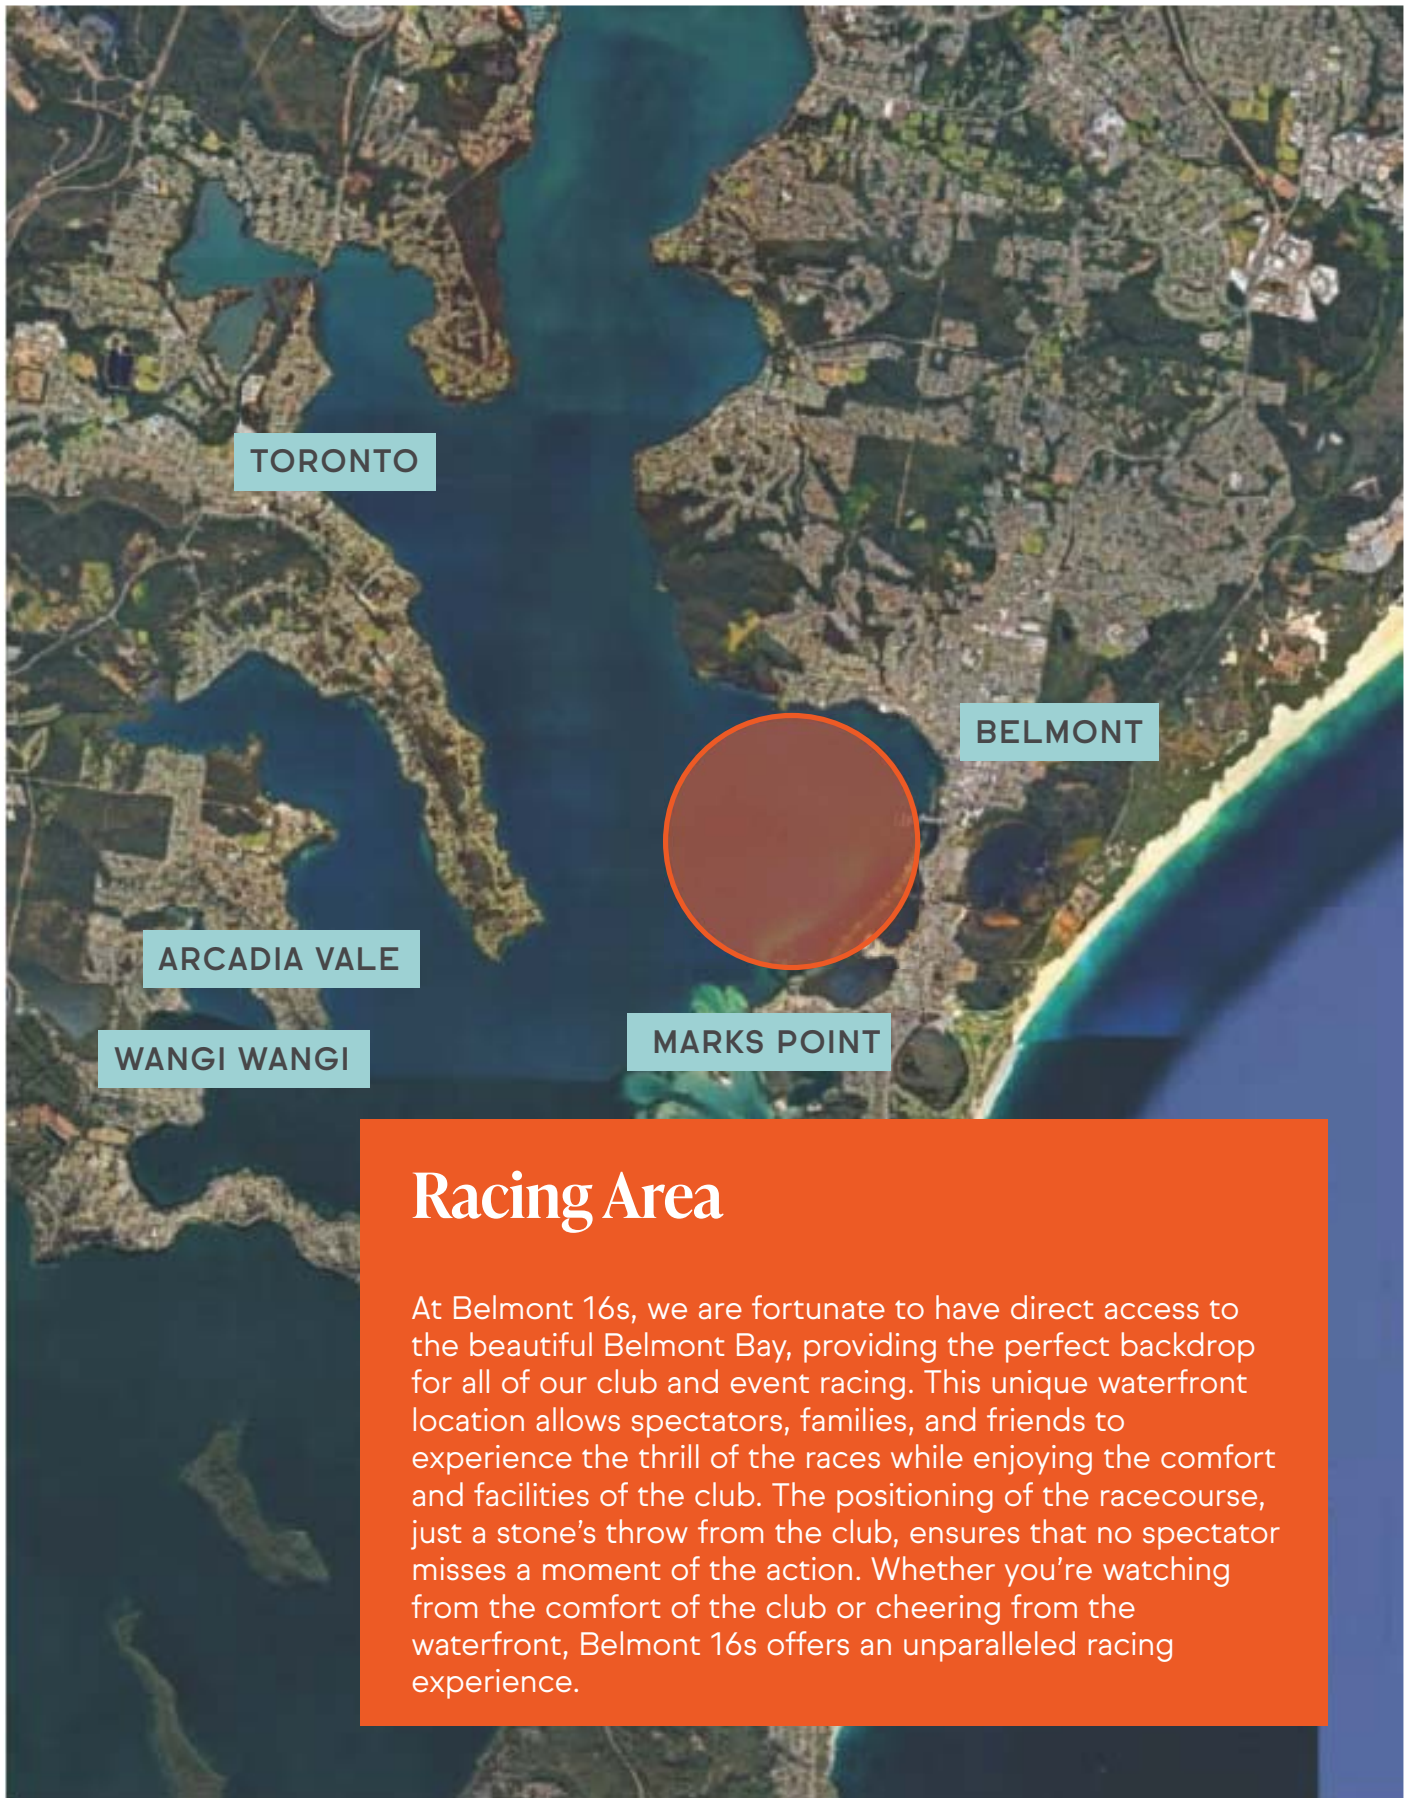 TORONTO
BELMONT
ARCADIA VALE
MARKS POINT
WANGI WANGI
Racing Area
At Belmont 16s, we are fortunate to have direct access to
the beautiful Belmont Bay, providing the perfect backdrop
for all of our club and event racing. This unique waterfront
location allows spectators, families, and friends to
experience the thrill of the races while enjoying the comfort
and facilities of the club. The positioning of the racecourse,
just a stone’s throw from the club, ensures that no spectator
misses a moment of the action. Whether you’re watching
from the comfort of the club or cheering from the
waterfront, Belmont 16s offers an unparalleled racing
experience.